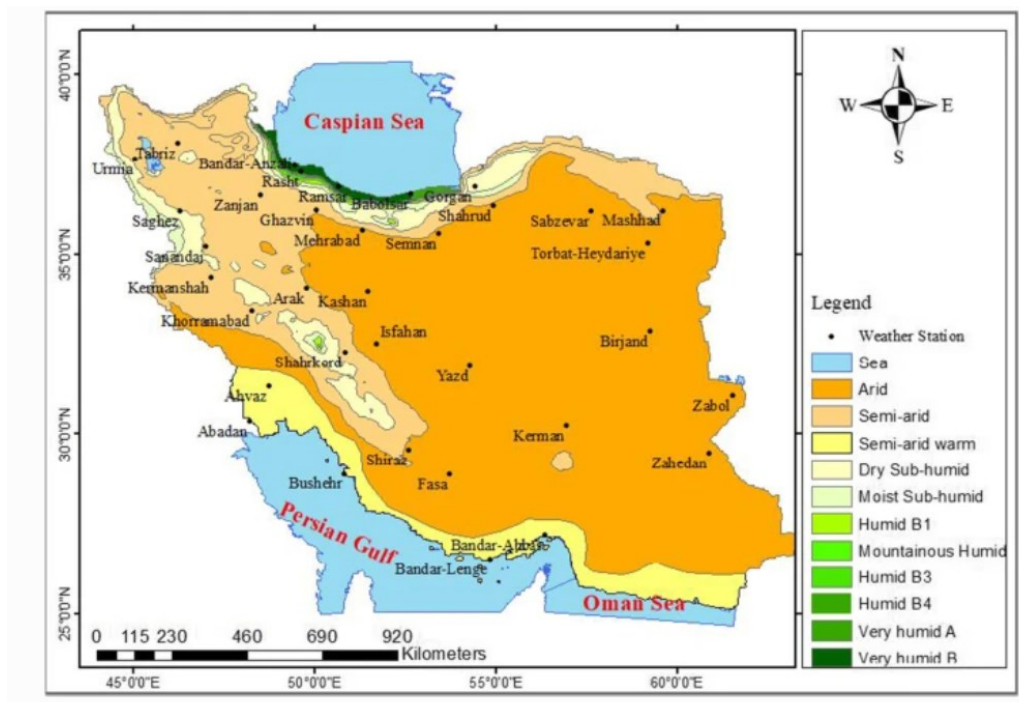 N
W E
S
40°0'0"N
35°0'0"N
30°0'0"N
25°0'0"N
45°0'0"E
50°0'0"E
55°0'0"E
60°0'0"E
Caspian Sea
Tabriz
Urmia
Bandar-Anzali
Rasht
Ramsar
Babolsar
Gorgan
Zanjan
Ghazvin
Shahrud
Sabzevar
Mashhad
Saghez
Mehrabad
Semnan
Torbat-Heydariye
Sanandaj
Kermanshah
Arak
Kashan
Khorramabad
Isfahan
Birjand
Shahrkord
Yazd
Ahvaz
Zabol
Abadan
Kerman
Shiraz
Zahedan
Bushehr
Fasa
Persian Gulf
Bandar-Abbas
Bandar-Lenge
Oman Sea
0 115 230 460 690 920
Kilometers
Legend
Weather Station
Sea
Arid
Semi-arid
Semi-arid warm
Dry Sub-humid
Moist Sub-humid
Humid B1
Mountainous Humid
Humid B3
Humid B4
Very humid A
Very humid B